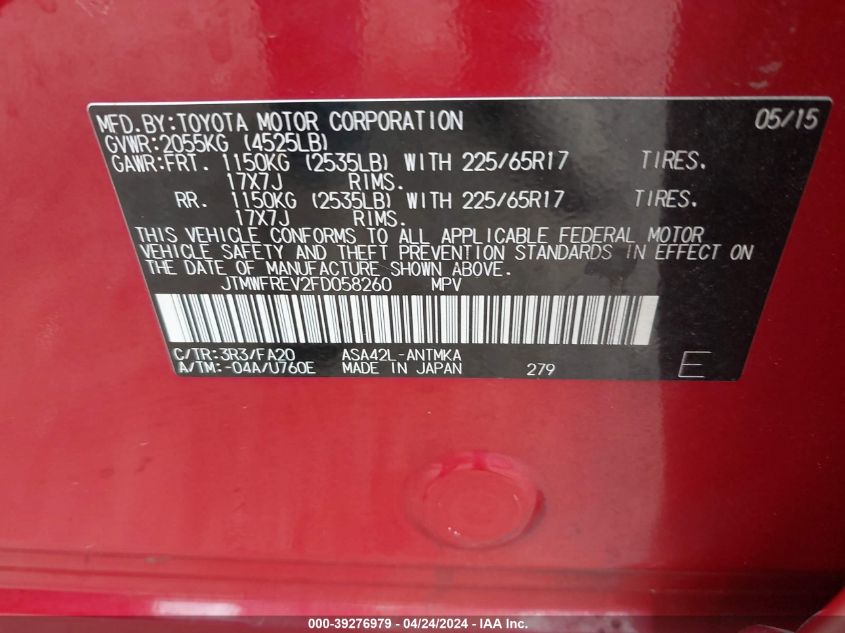 MFD.BY:TOYOTA MOTOR CORPORATION 05/15
GVWR:2055KG (4525LB)
GAWR:FRT. 1150KG (2535LB) WITH 225/65R17 TIRES.
17X7J RIMS.
RR. 1150KG (2535LB) WITH 225/65R17 TIRES.
17X7J RIMS.
THIS VEHICLE CONFORMS TO ALL APPLICABLE FEDERAL MOTOR
VEHICLE SAFETY AND THEFT PREVENTION STANDARDS IN EFFECT ON
THE DATE OF MANUFACTURE SHOWN ABOVE.
JTMWFREV2FD058260 MPV
C/TR:3R3/FA20 ASA42L-ANTMKA
A/TM:-04A/U760E MADE IN JAPAN 279 E
000-39276979 - 04/24/2024 - IAA Inc.